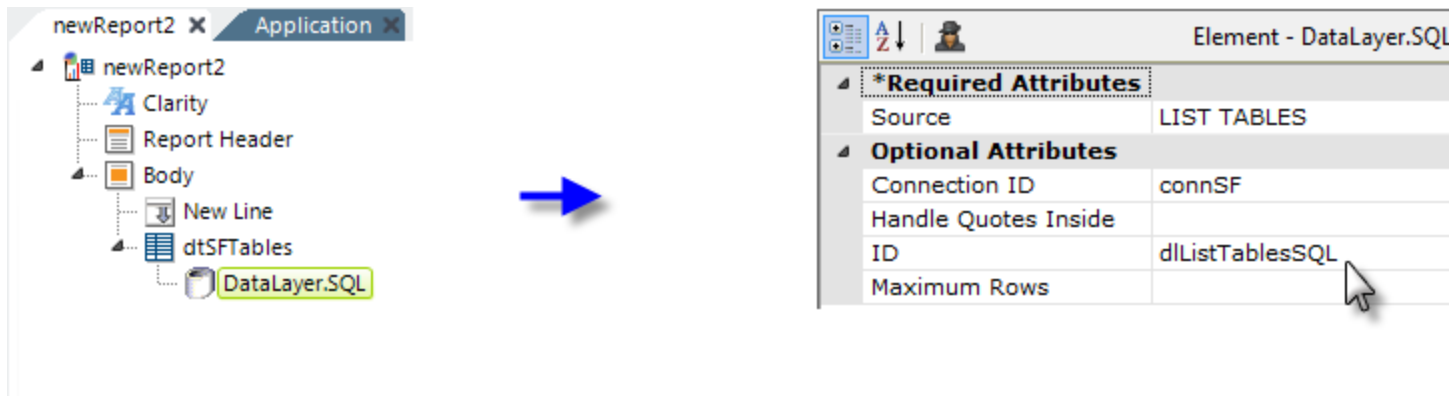 newReport2 Application
newReport2
Clarity
Report Header
Body
New Line
dtSFTables
DataLayer.SQL
A Z
Element - DataLayer.SQL
*Required Attributes
Source LIST TABLES
Optional Attributes
Connection ID connSF
Handle Quotes Inside
ID dlListTablesSQL
Maximum Rows